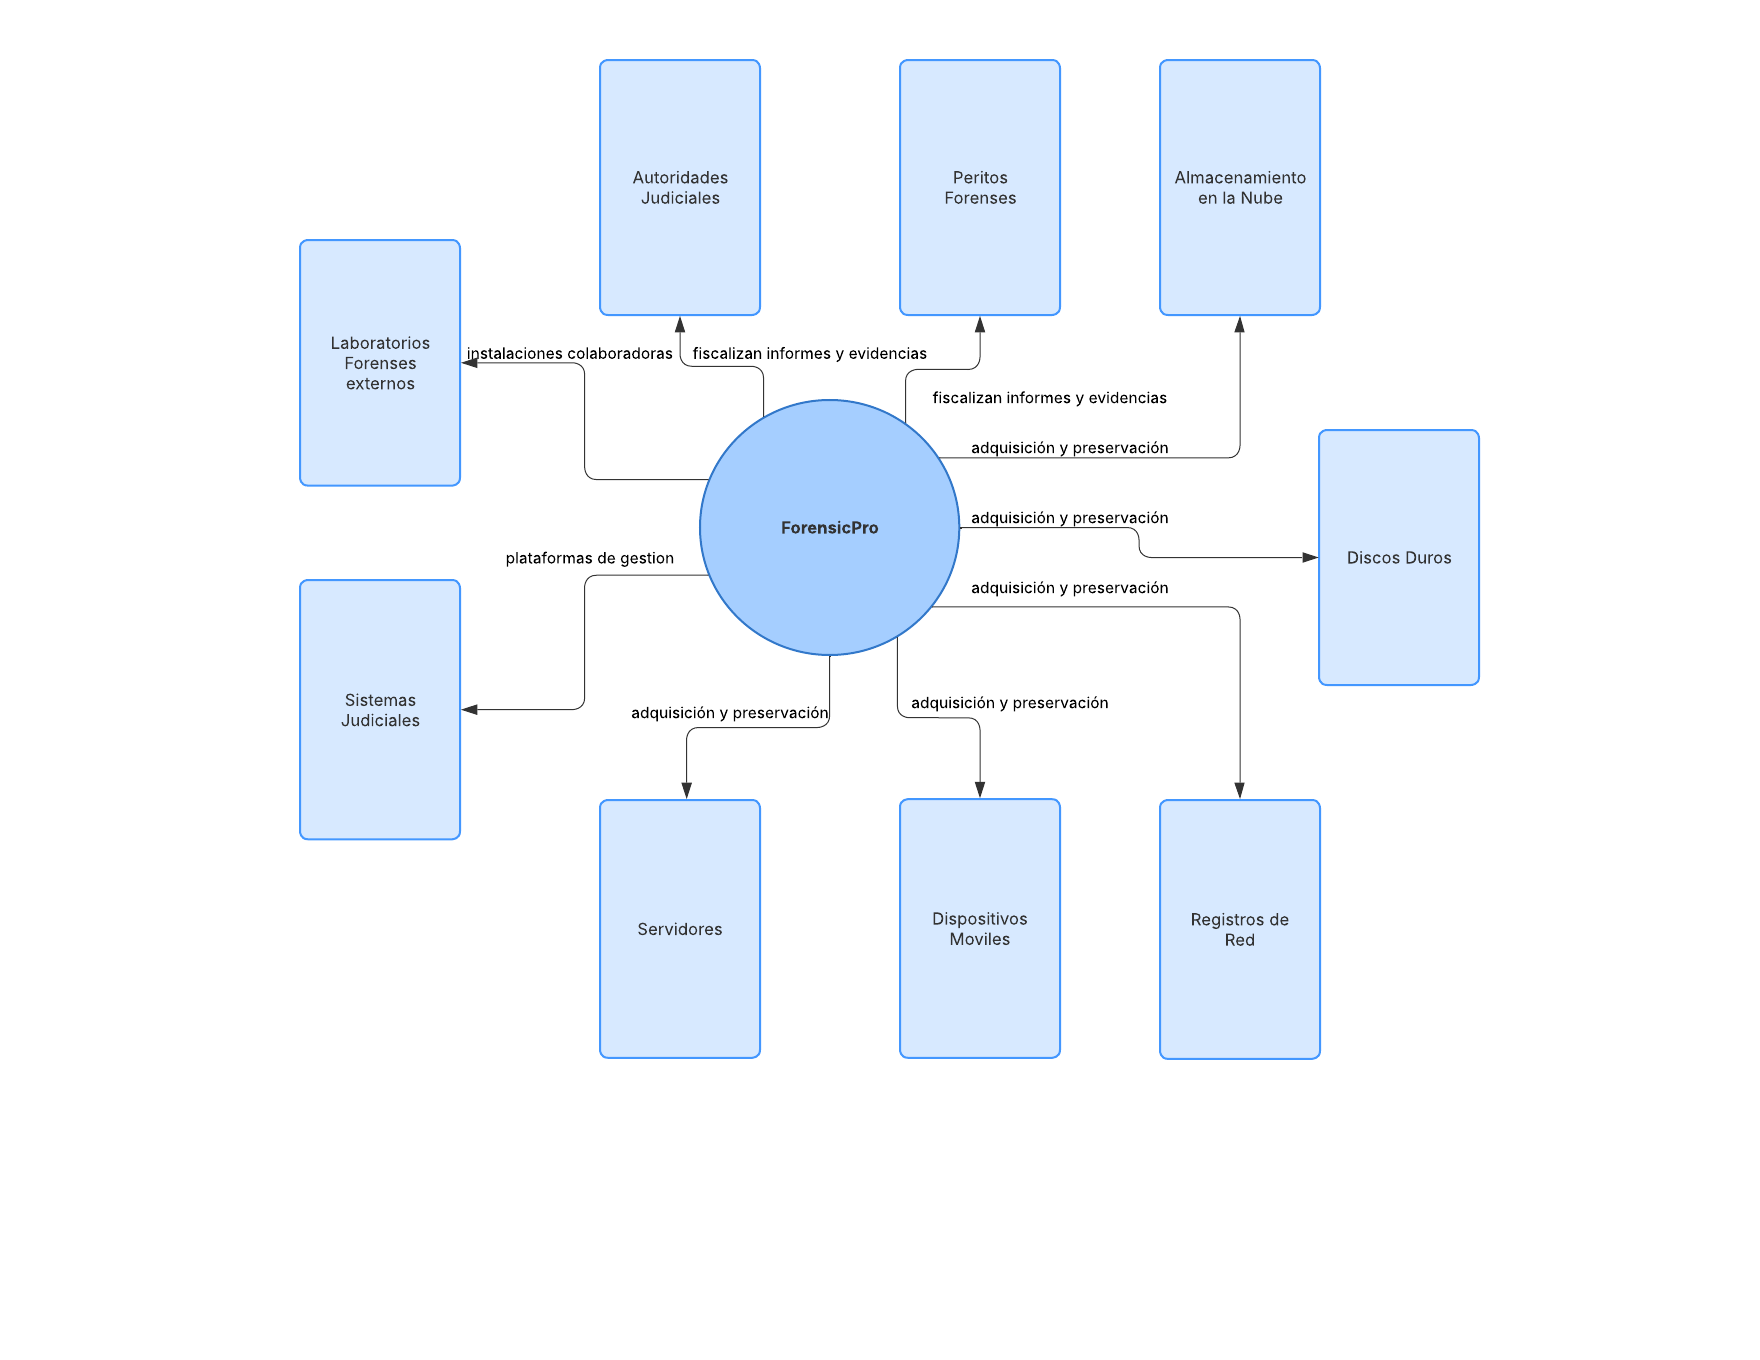 Autoridades
Judiciales
Peritos
Forenses
Almacenamiento
en la Nube
Laboratorios
Forenses
externos
instalaciones colaboradoras
fiscalizan informes y evidencias
fiscalizan informes y evidencias
adquisición y preservación
adquisición y preservación
ForensicPro
Discos Duros
plataformas de gestion
adquisición y preservación
Sistemas
Judiciales
adquisición y preservación
adquisición y preservación
Servidores
Dispositivos
Moviles
Registros de
Red